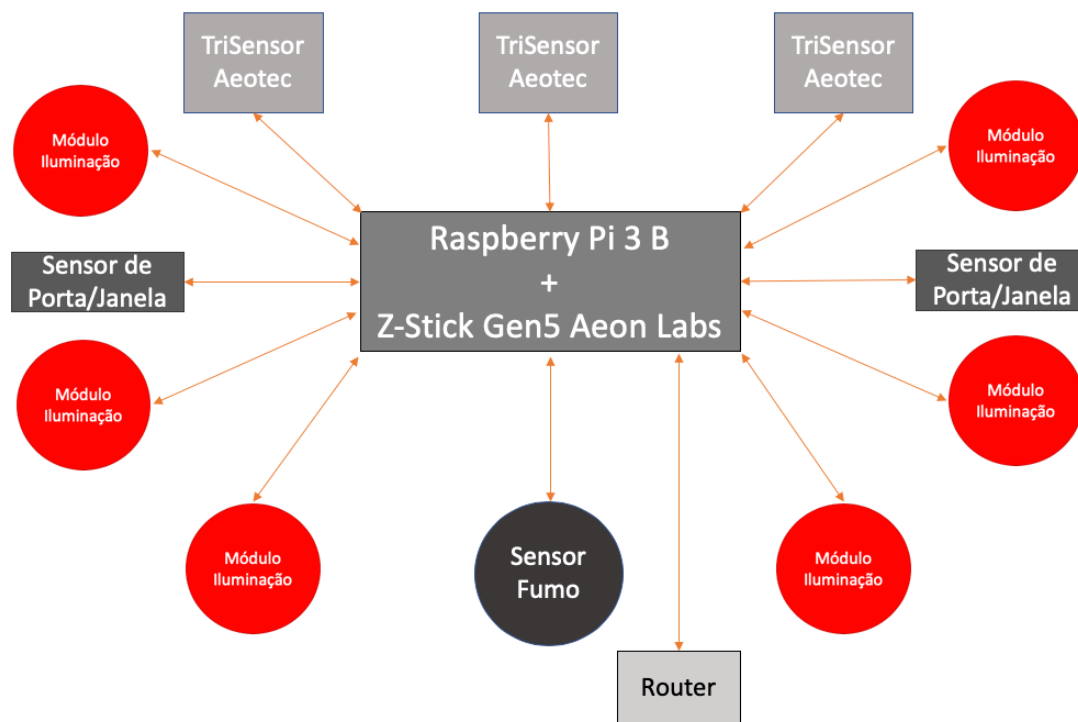 TriSensor
Aeotec
TriSensor
Aeotec
TriSensor
Aeotec
Módulo
Iluminação
Módulo
Iluminação
Raspberry Pi 3 B
+
Z-Stick Gen5 Aeon Labs
Sensor de
Porta/Janela
Sensor de
Porta/Janela
Módulo
Iluminação
Módulo
Iluminação
Módulo
Iluminação
Sensor
Fumo
Módulo
Iluminação
Router